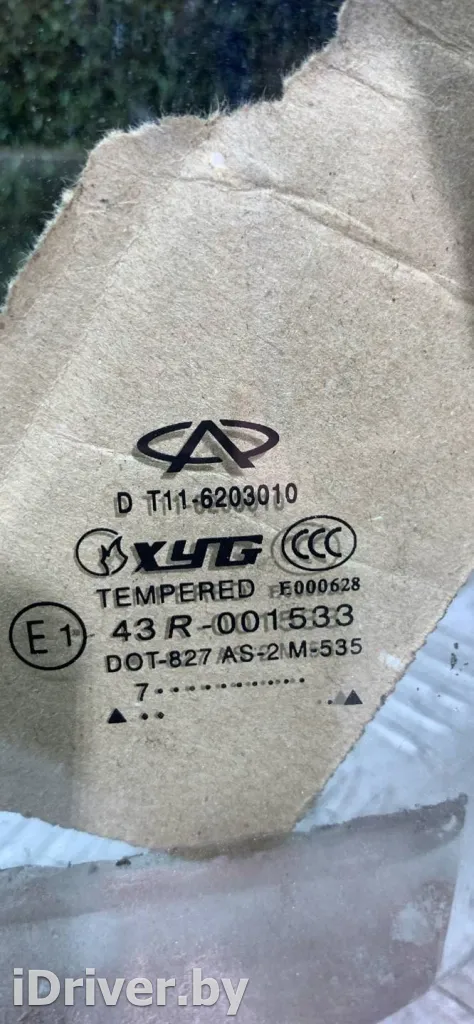 D T11-6203010
XYG CCC
TEMPERED E000628
E1 43R-001533
DOT-827 AS-2 M-535
7
iDriver.by